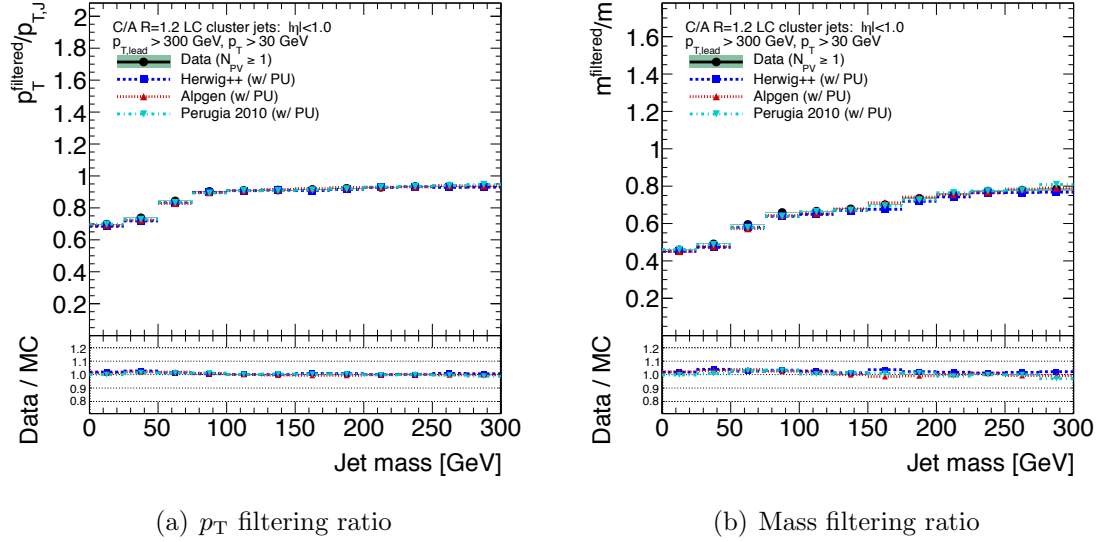 p_T^filtered/p_T,J
C/A R=1.2 LC cluster jets: |η|<1.0
p_T,lead > 300 GeV, p_T > 30 GeV
Data (N_PV ≥ 1)
Herwig++ (w/ PU)
Alpgen (w/ PU)
Perugia 2010 (w/ PU)
2
1.8
1.6
1.4
1.2
1
0.8
0.6
0.4
0.2
Data / MC
1.2
1.1
1.0
0.9
0.8
0 50 100 150 200 250 300
Jet mass [GeV]
(a) p_T filtering ratio
m^filtered/m
C/A R=1.2 LC cluster jets: |η|<1.0
p_T,lead > 300 GeV, p_T > 30 GeV
Data (N_PV ≥ 1)
Herwig++ (w/ PU)
Alpgen (w/ PU)
Perugia 2010 (w/ PU)
1.6
1.4
1.2
1
0.8
0.6
0.4
0.2
Data / MC
1.2
1.1
1.0
0.9
0.8
0 50 100 150 200 250 300
Jet mass [GeV]
(b) Mass filtering ratio